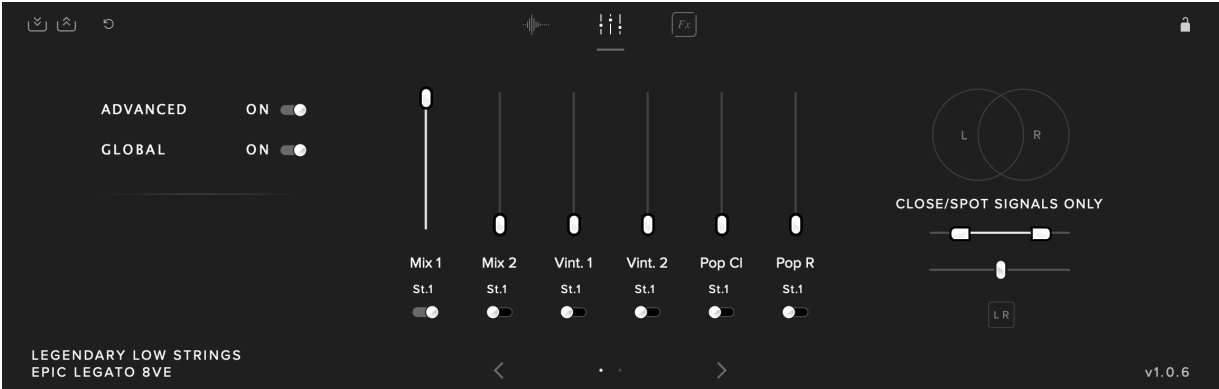 Fx
ADVANCED ON
GLOBAL ON
L R
CLOSE/SPOT SIGNALS ONLY
Mix 1 Mix 2 Vint. 1 Vint. 2 Pop Cl Pop R
St.1 St.1 St.1 St.1 St.1 St.1
L R
LEGENDARY LOW STRINGS
EPIC LEGATO 8VE
v1.0.6